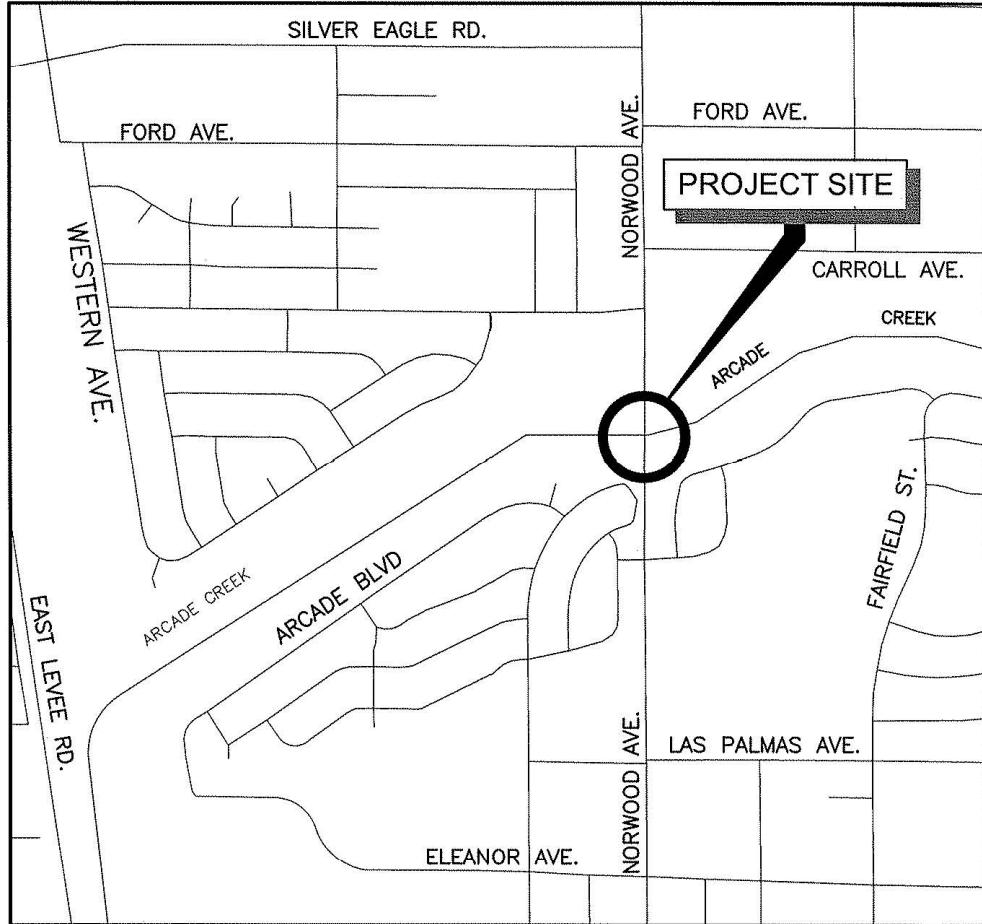 SILVER EAGLE RD.
FORD AVE.
FORD AVE.
NORWOOD AVE.
PROJECT SITE
WESTERN AVE.
CARROLL AVE.
CREEK
ARCADE
FAIRFIELD ST.
ARCADE CREEK
ARCADE BLVD
EAST LEVEE RD.
NORWOOD AVE.
LAS PALMAS AVE.
ELEANOR AVE.